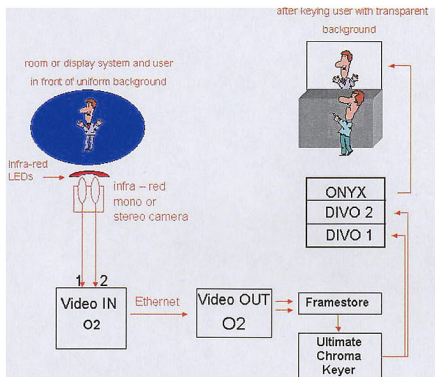 after keying user with transparent
background
room or display system and user
in front of uniform background
Infra-red
LEDs
infra – red
mono or
stereo camera
ONYX
DIVO 2
DIVO 1
1 2
Video IN
O2
Ethernet
Video OUT
O2
Framestore
Ultimate
Chroma
Keyer